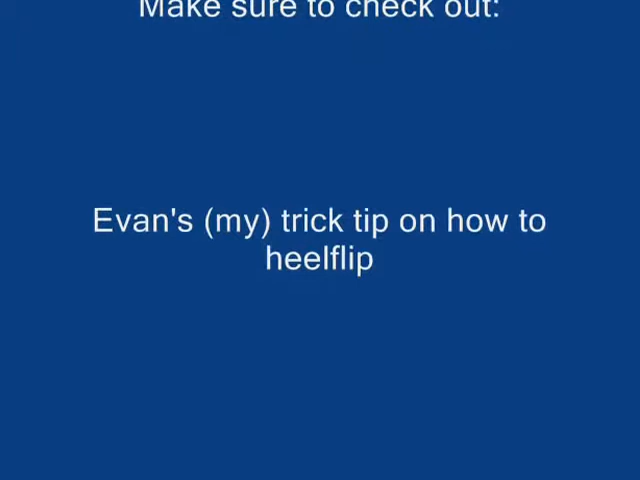 Make sure to check out:
Evan's (my) trick tip on how to
heelflip